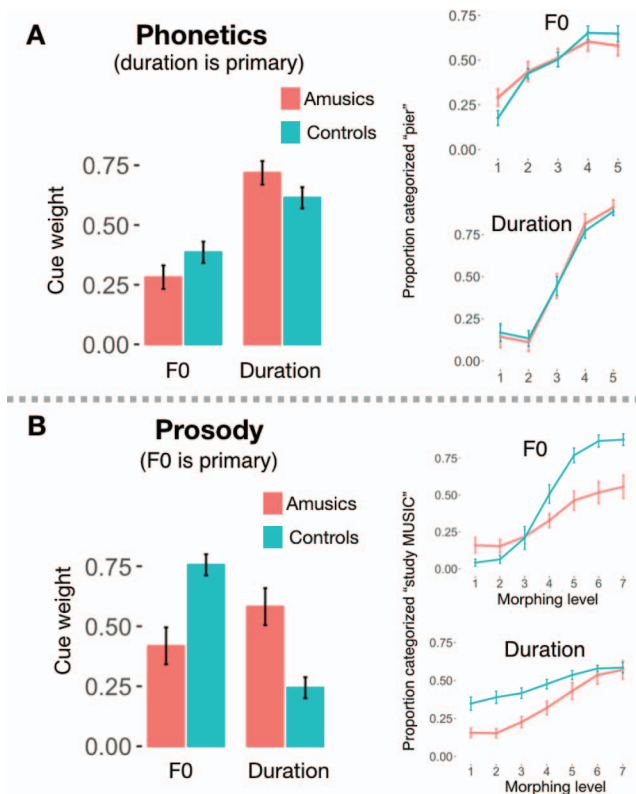 A
Phonetics
(duration is primary)
Amusics
Controls
Cue weight
0.75
0.50
0.25
0.00
F0
Duration
Proportion categorized "pier"
F0
0.75
0.50
0.25
0.00
1 2 3 4 5
Duration
0.75
0.50
0.25
0.00
1 2 3 4 5
B
Prosody
(F0 is primary)
Amusics
Controls
Cue weight
0.75
0.50
0.25
0.00
F0
Duration
Proportion categorized "study MUSIC"
F0
0.75
0.50
0.25
0.00
1 2 3 4 5 6 7
Morphing level
Duration
0.75
0.50
0.25
0.00
1 2 3 4 5 6 7
Morphing level